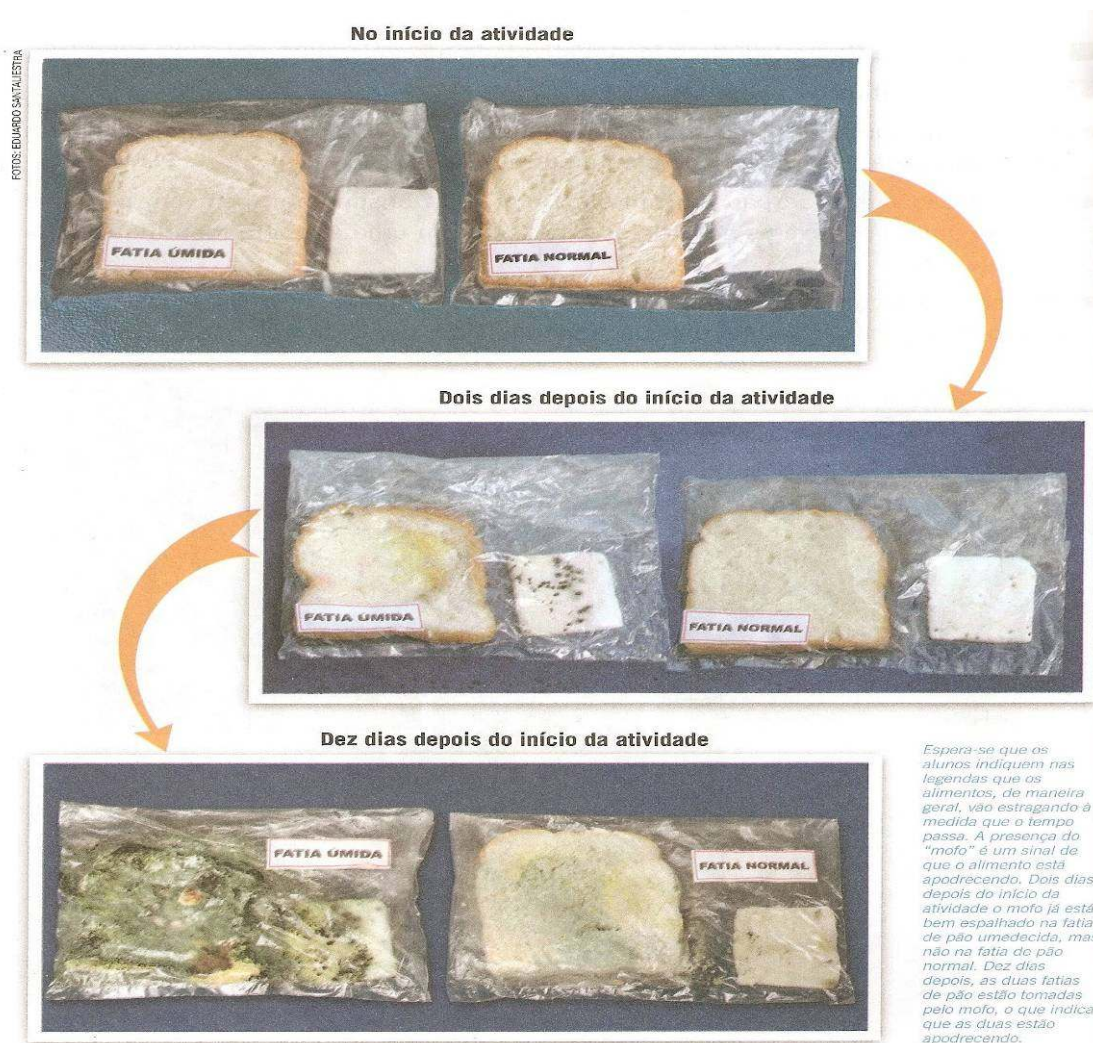 No início da atividade
FOTOS: EDUARDO SANTALIESTRA
FATIA ÚMIDA
FATIA NORMAL
Dois dias depois do início da atividade
FATIA ÚMIDA
FATIA NORMAL
Dez dias depois do início da atividade
FATIA ÚMIDA
FATIA NORMAL
Espera-se que os
alunos indiquem nas
legendas que os
alimentos, de maneira
geral, vão estragando à
medida que o tempo
passa. A presença do
"mofo" é um sinal de
que o alimento está
apodrecendo. Dois dias
depois do início da
atividade o mofo já está
bem espalhado na fatia
de pão umedecida, mas
não na fatia de pão
normal. Dez dias
depois, as duas fatias
de pão estão tomadas
pelo mofo, o que indica
que as duas estão
apodrecendo.